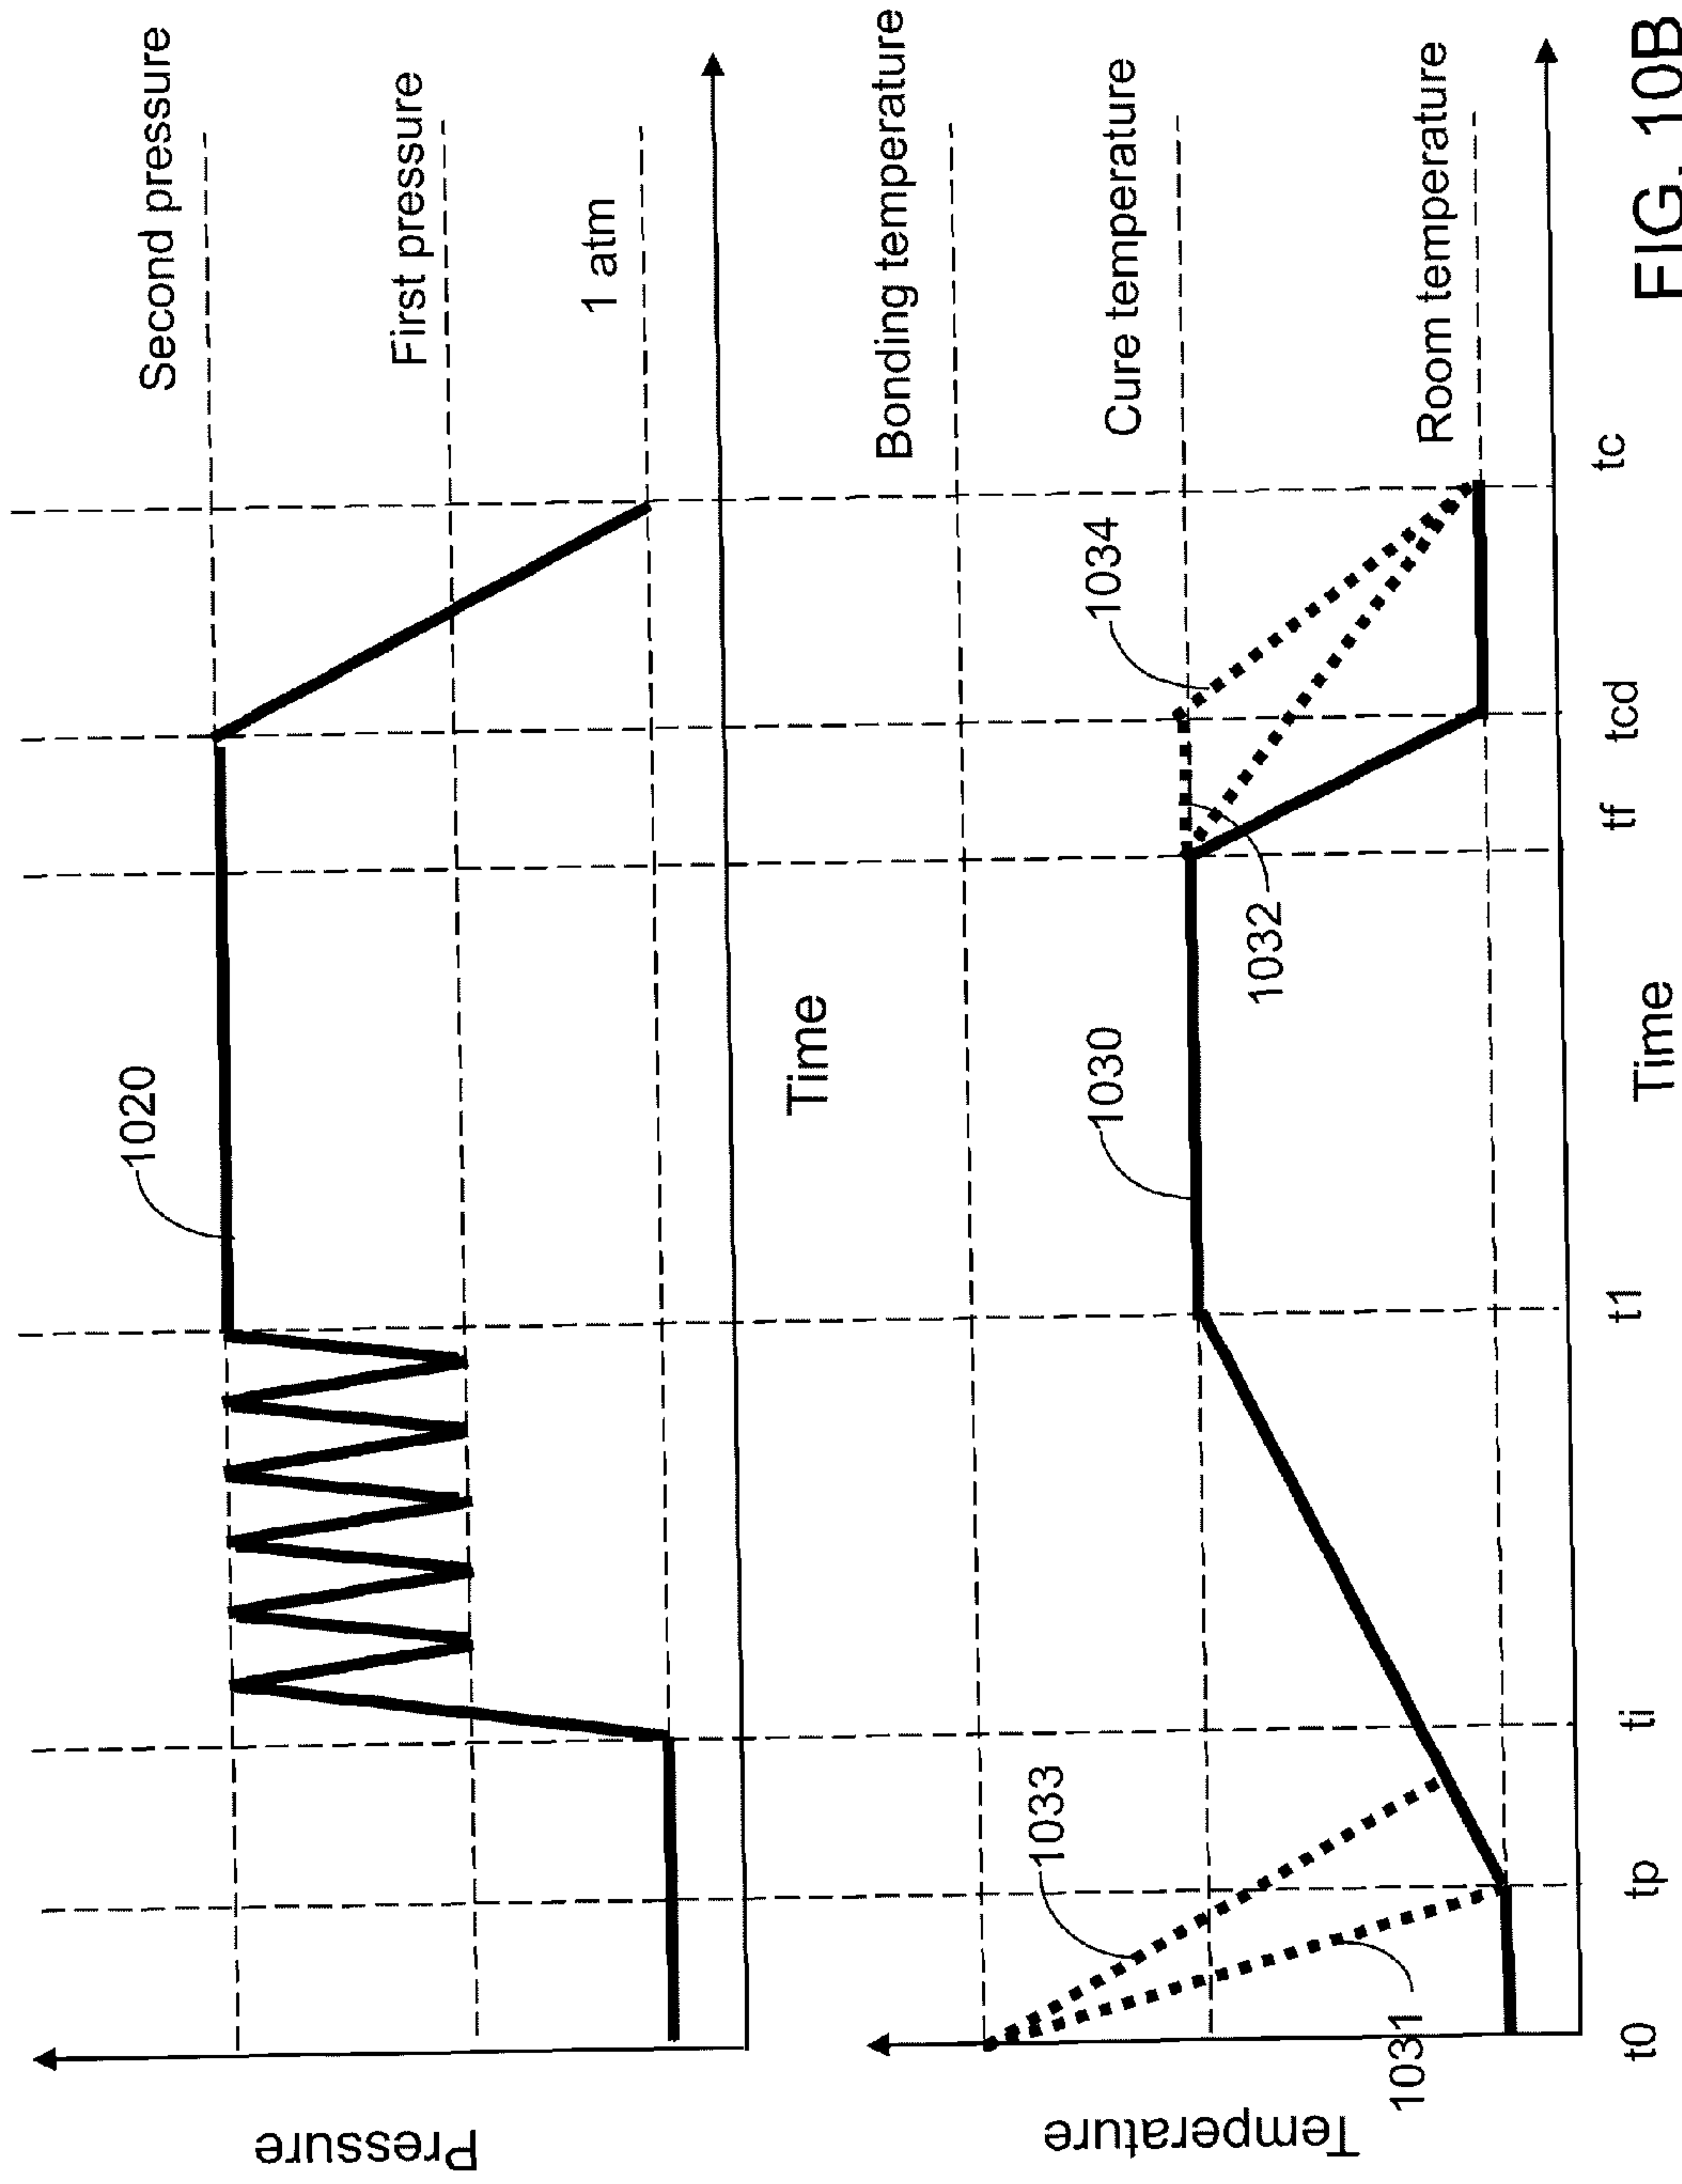 Pressure
1020
Second pressure
First pressure
1 atm
Time
Temperature
1031
1033
1030
1032
1034
Bonding temperature
Cure temperature
Room temperature
t0
tp
ti
t1
tf
tcd
tc
Time
FIG. 10B